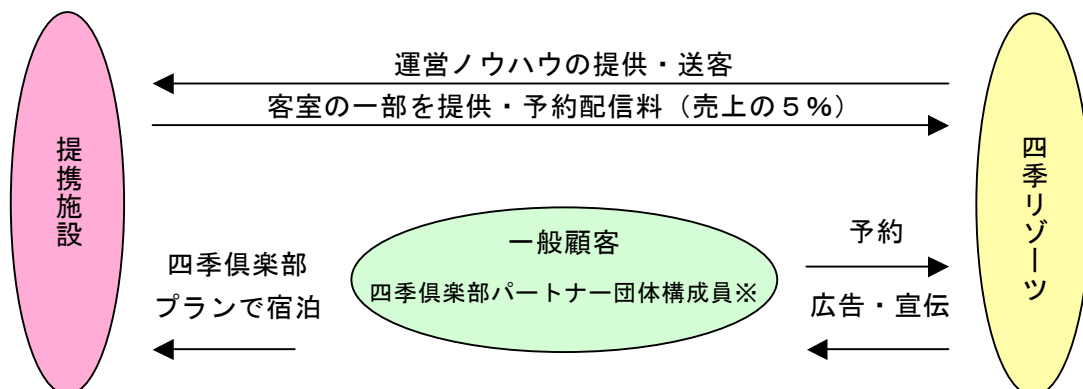 運営ノウハウの提供・送客
客室の一部を提供・予約配信料（売上の５％）
提携施設
四季リゾーツ
一般顧客
四季倶楽部パートナー団体構成員※
四季倶楽部
プランで宿泊
予約
広告・宣伝